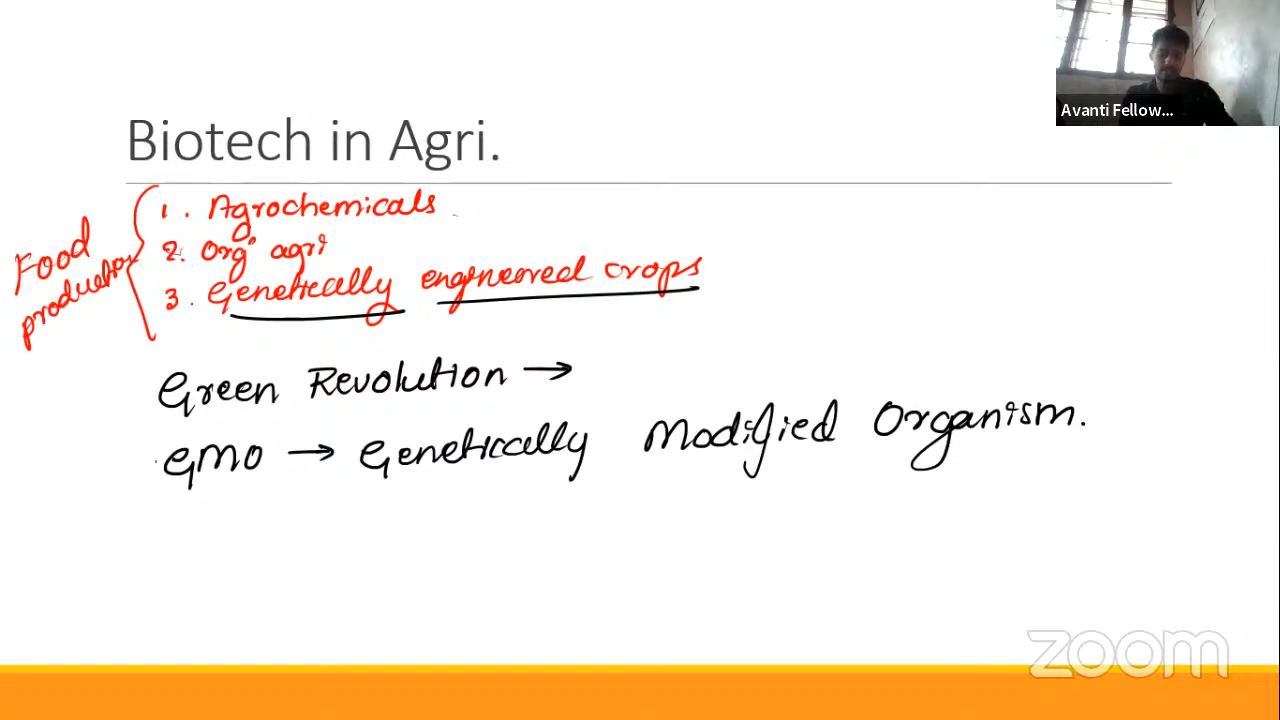 Avanti Fellow...
Biotech in Agri.
Food production
1. Agrochemicals
2. Org agri
3. Genetically engineered crops
Green Revolution →
GMO → Genetically Modified Organism.
zoom